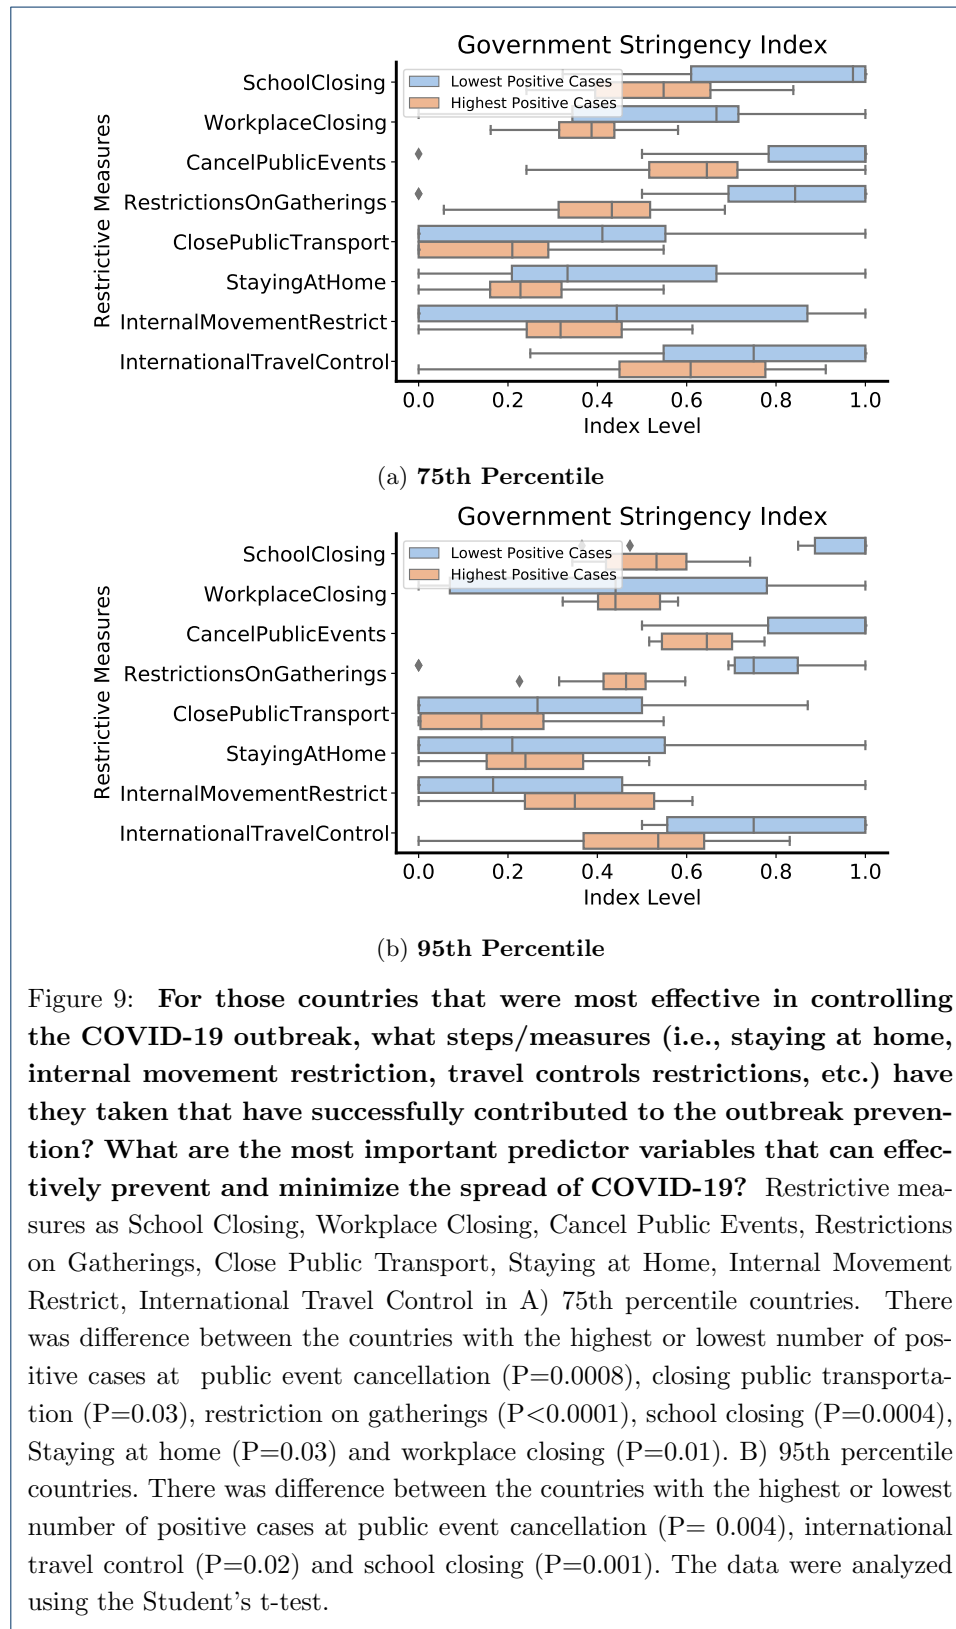 Government Stringency Index
Lowest Positive Cases
Highest Positive Cases
Restrictive Measures
SchoolClosing
WorkplaceClosing
CancelPublicEvents
RestrictionsOnGatherings
ClosePublicTransport
StayingAtHome
InternalMovementRestrict
InternationalTravelControl
0.0 0.2 0.4 0.6 0.8 1.0
Index Level
(a) 75th Percentile
Government Stringency Index
Lowest Positive Cases
Highest Positive Cases
Restrictive Measures
SchoolClosing
WorkplaceClosing
CancelPublicEvents
RestrictionsOnGatherings
ClosePublicTransport
StayingAtHome
InternalMovementRestrict
InternationalTravelControl
0.0 0.2 0.4 0.6 0.8 1.0
Index Level
(b) 95th Percentile
Figure 9: For those countries that were most effective in controlling
the COVID-19 outbreak, what steps/measures (i.e., staying at home,
internal movement restriction, travel controls restrictions, etc.) have
they taken that have successfully contributed to the outbreak preven-
tion? What are the most important predictor variables that can effec-
tively prevent and minimize the spread of COVID-19? Restrictive mea-
sures as School Closing, Workplace Closing, Cancel Public Events, Restrictions
on Gatherings, Close Public Transport, Staying at Home, Internal Movement
Restrict, International Travel Control in A) 75th percentile countries. There
was difference between the countries with the highest or lowest number of pos-
itive cases at public event cancellation (P=0.0008), closing public transporta-
tion (P=0.03), restriction on gatherings (P<0.0001), school closing (P=0.0004),
Staying at home (P=0.03) and workplace closing (P=0.01). B) 95th percentile
countries. There was difference between the countries with the highest or lowest
number of positive cases at public event cancellation (P= 0.004), international
travel control (P=0.02) and school closing (P=0.001). The data were analyzed
using the Student's t-test.